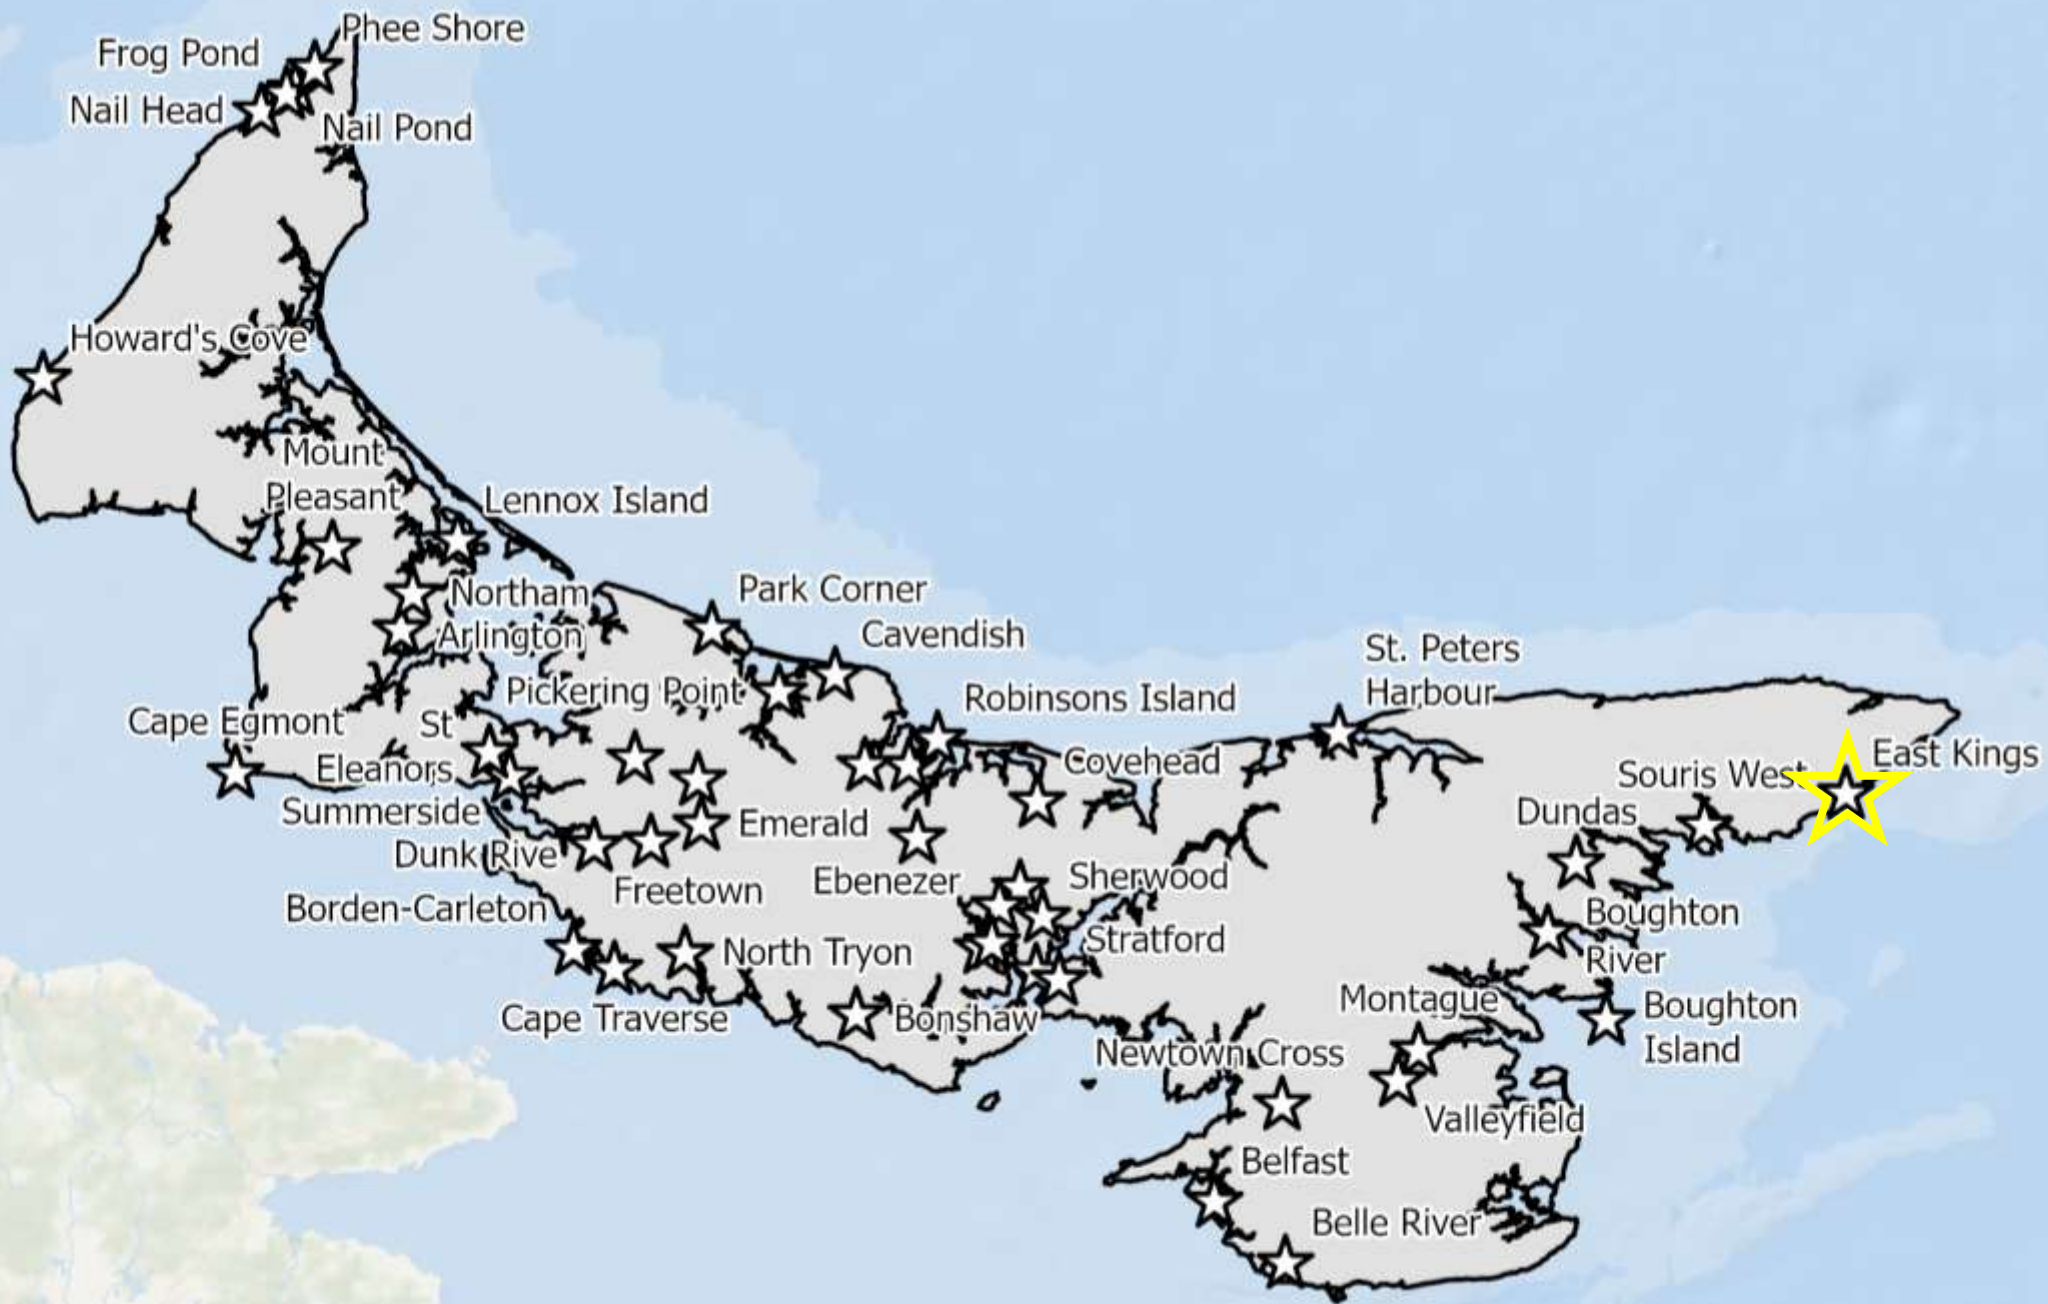 Phee Shore
Frog Pond
Nail Head
Nail Pond
Howard's Cove
Mount
Pleasant
Lennox Island
Northam
Arlington
Park Corner
Cavendish
Pickering Point
St. Peters
Harbour
Robinsons Island
Cape Egmont
St
Eleanors
Covehead
East Kings
Souris West
Summerside
Dundas
Emerald
Dunk Rive
Freetown
Ebenezer
Sherwood
Borden-Carleton
Boughton
River
North Tryon
Stratford
Montague
Boughton
Island
Cape Traverse
Bonshaw
Newtown Cross
Valleyfield
Belfast
Belle River